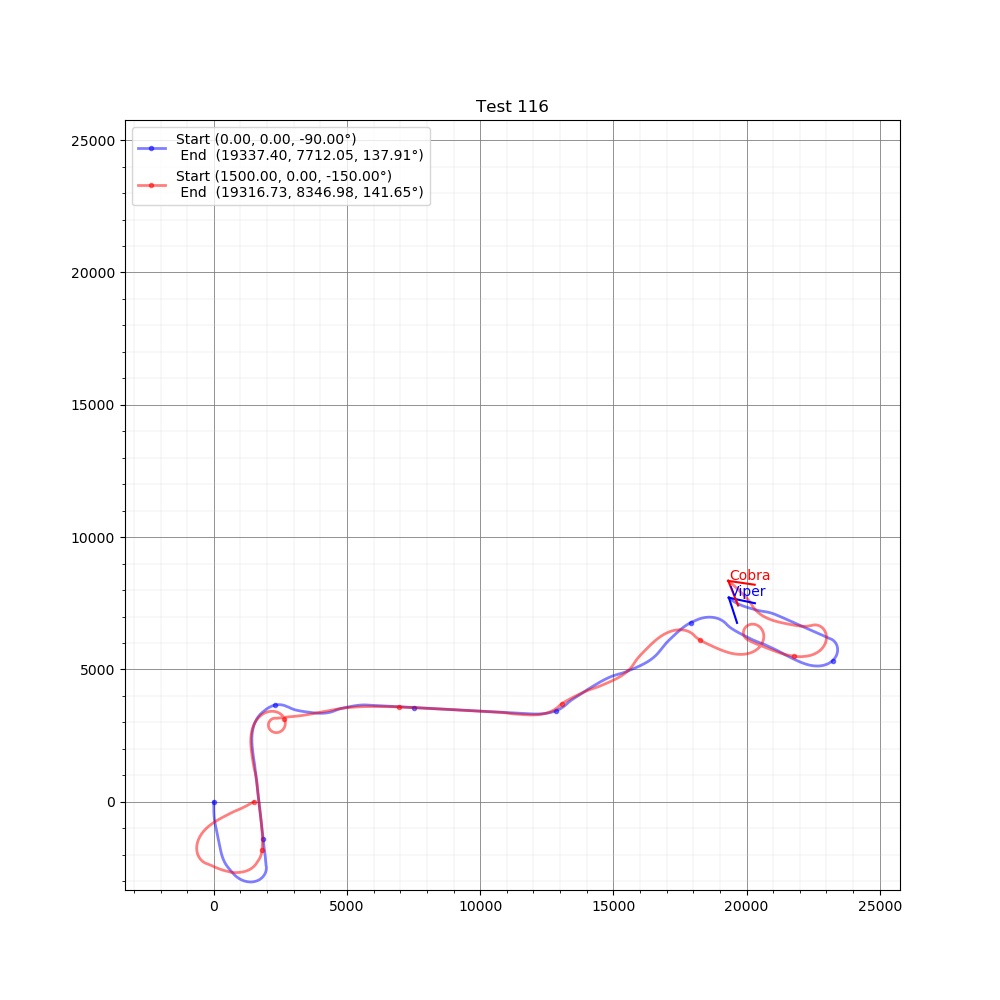 Test 116
Start (0.00, 0.00, -90.00°)
End (19337.40, 7712.05, 137.91°)
Start (1500.00, 0.00, -150.00°)
End (19316.73, 8346.98, 141.65°)
25000
20000
15000
10000
5000
0
Cobra
Viper
0 5000 10000 15000 20000 25000